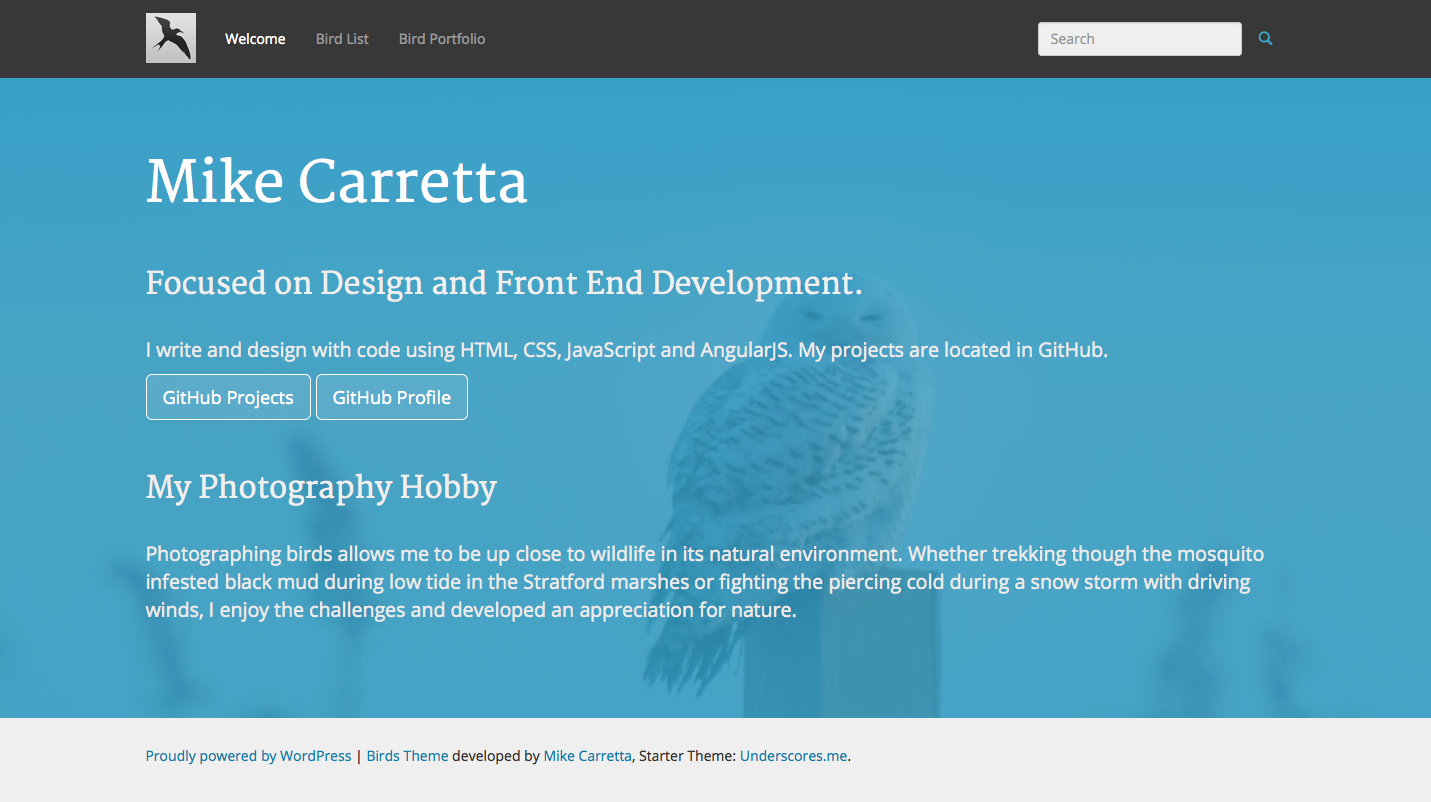 Welcome Bird List Bird Portfolio Search
Mike Carretta
Focused on Design and Front End Development.
I write and design with code using HTML, CSS, JavaScript and AngularJS. My projects are located in GitHub.
GitHub Projects GitHub Profile
My Photography Hobby
Photographing birds allows me to be up close to wildlife in its natural environment. Whether trekking though the mosquito
infested black mud during low tide in the Stratford marshes or fighting the piercing cold during a snow storm with driving
winds, I enjoy the challenges and developed an appreciation for nature.
Proudly powered by WordPress | Birds Theme developed by Mike Carretta, Starter Theme: Underscores.me.